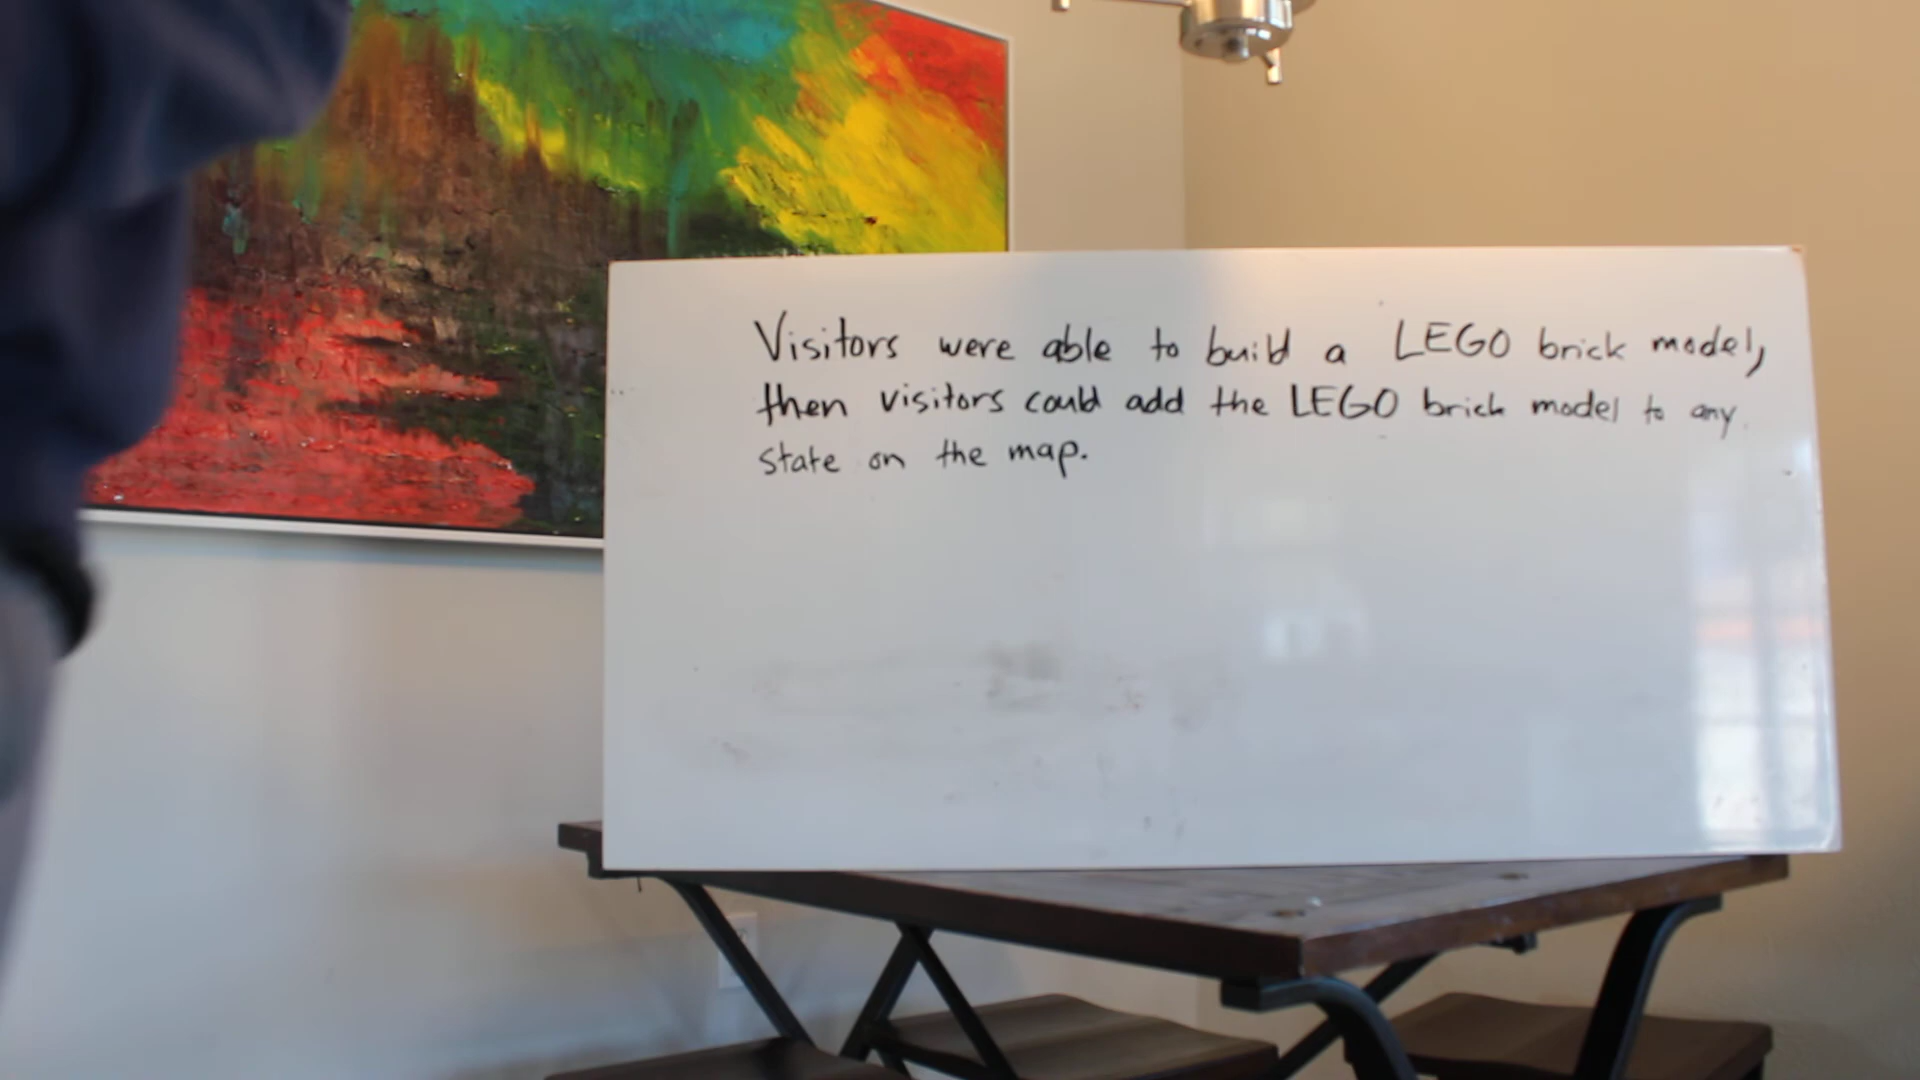 Visitors were able to build a LEGO brick model,
then visitors could add the LEGO brick model to any
state on the map.